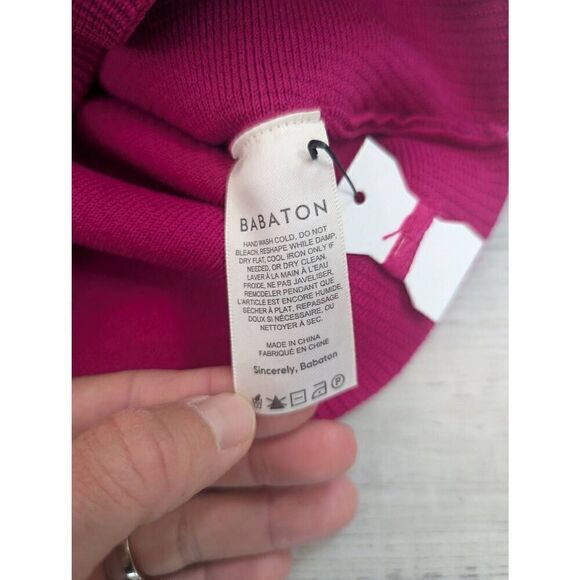 BABATON
HAND WASH COLD, DO NOT
BLEACH, RESHAPE WHILE DAMP,
DRY FLAT, COOL IRON ONLY IF
NEEDED, OR DRY CLEAN.
LAVER À LA MAIN À L'EAU
FROIDE, NE PAS JAVELISER,
REMODELER PENDANT QUE
L'ARTICLE EST ENCORE HUMIDE,
SÉCHER À PLAT, REPASSAGE
DOUX SI NÉCESSAIRE, OU
NETTOYER À SEC.
MADE IN CHINA
FABRIQUÉ EN CHINE
Sincerely, Babaton
P